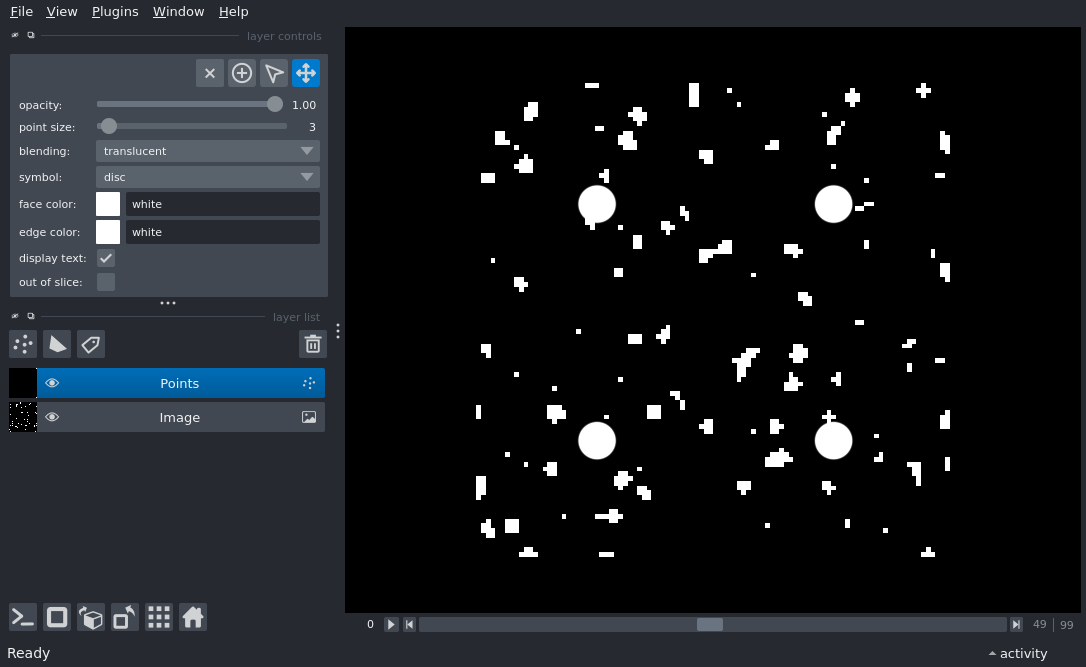 File View Plugins Window Help
layer controls
opacity: 1.00
point size: 3
blending: translucent
symbol: disc
face color: white
edge color: white
display text:
out of slice:
layer list
Points
Image
0 49 | 99
Ready activity